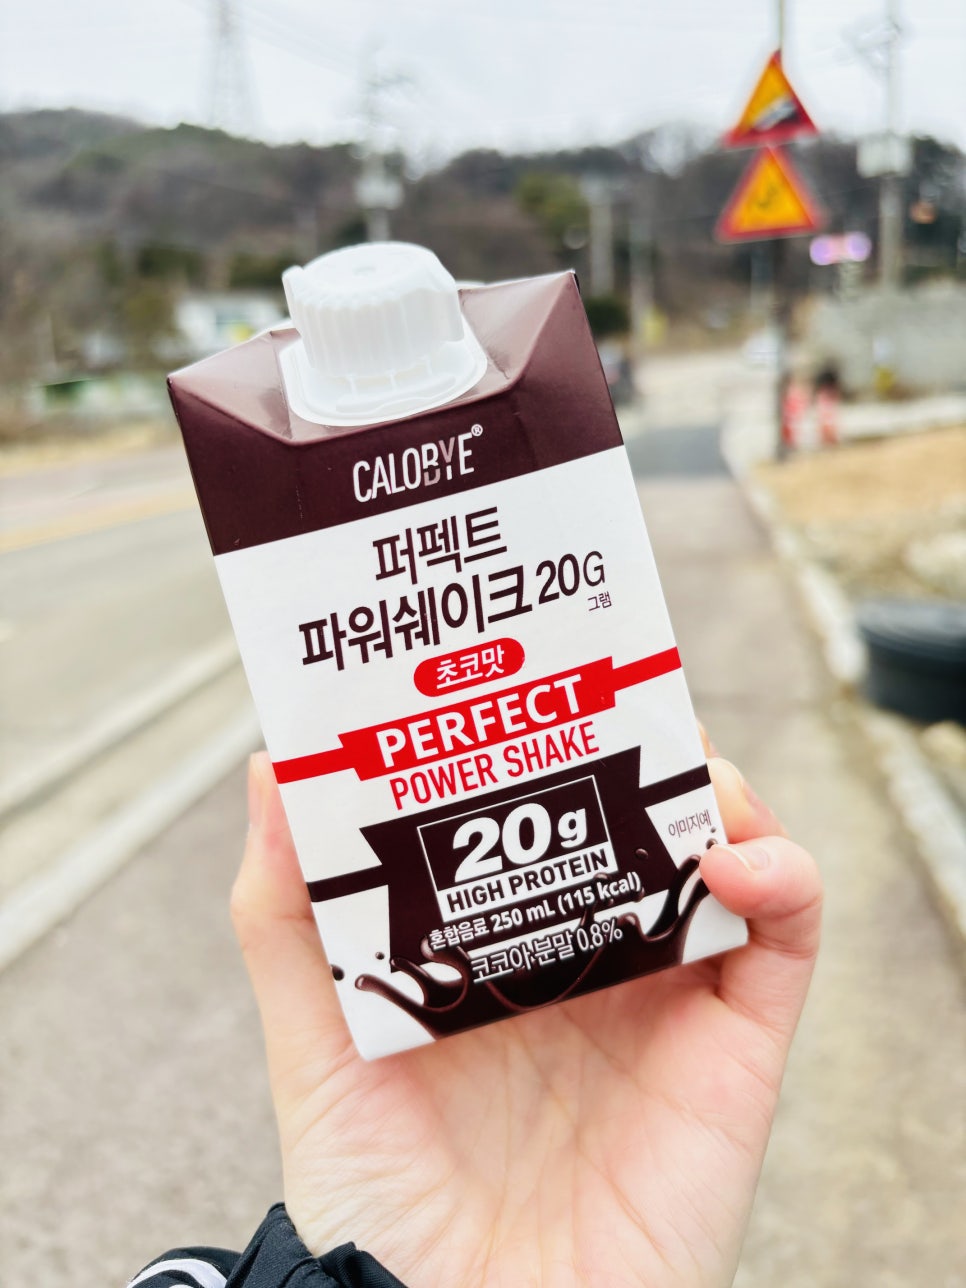 CALOBYE®
퍼펙트
파워쉐이크 20G
그램
초코맛
PERFECT
POWER SHAKE
20g
HIGH PROTEIN
이미지예
혼합음료 250 mL (115 kcal)
코코아분말 0.8%